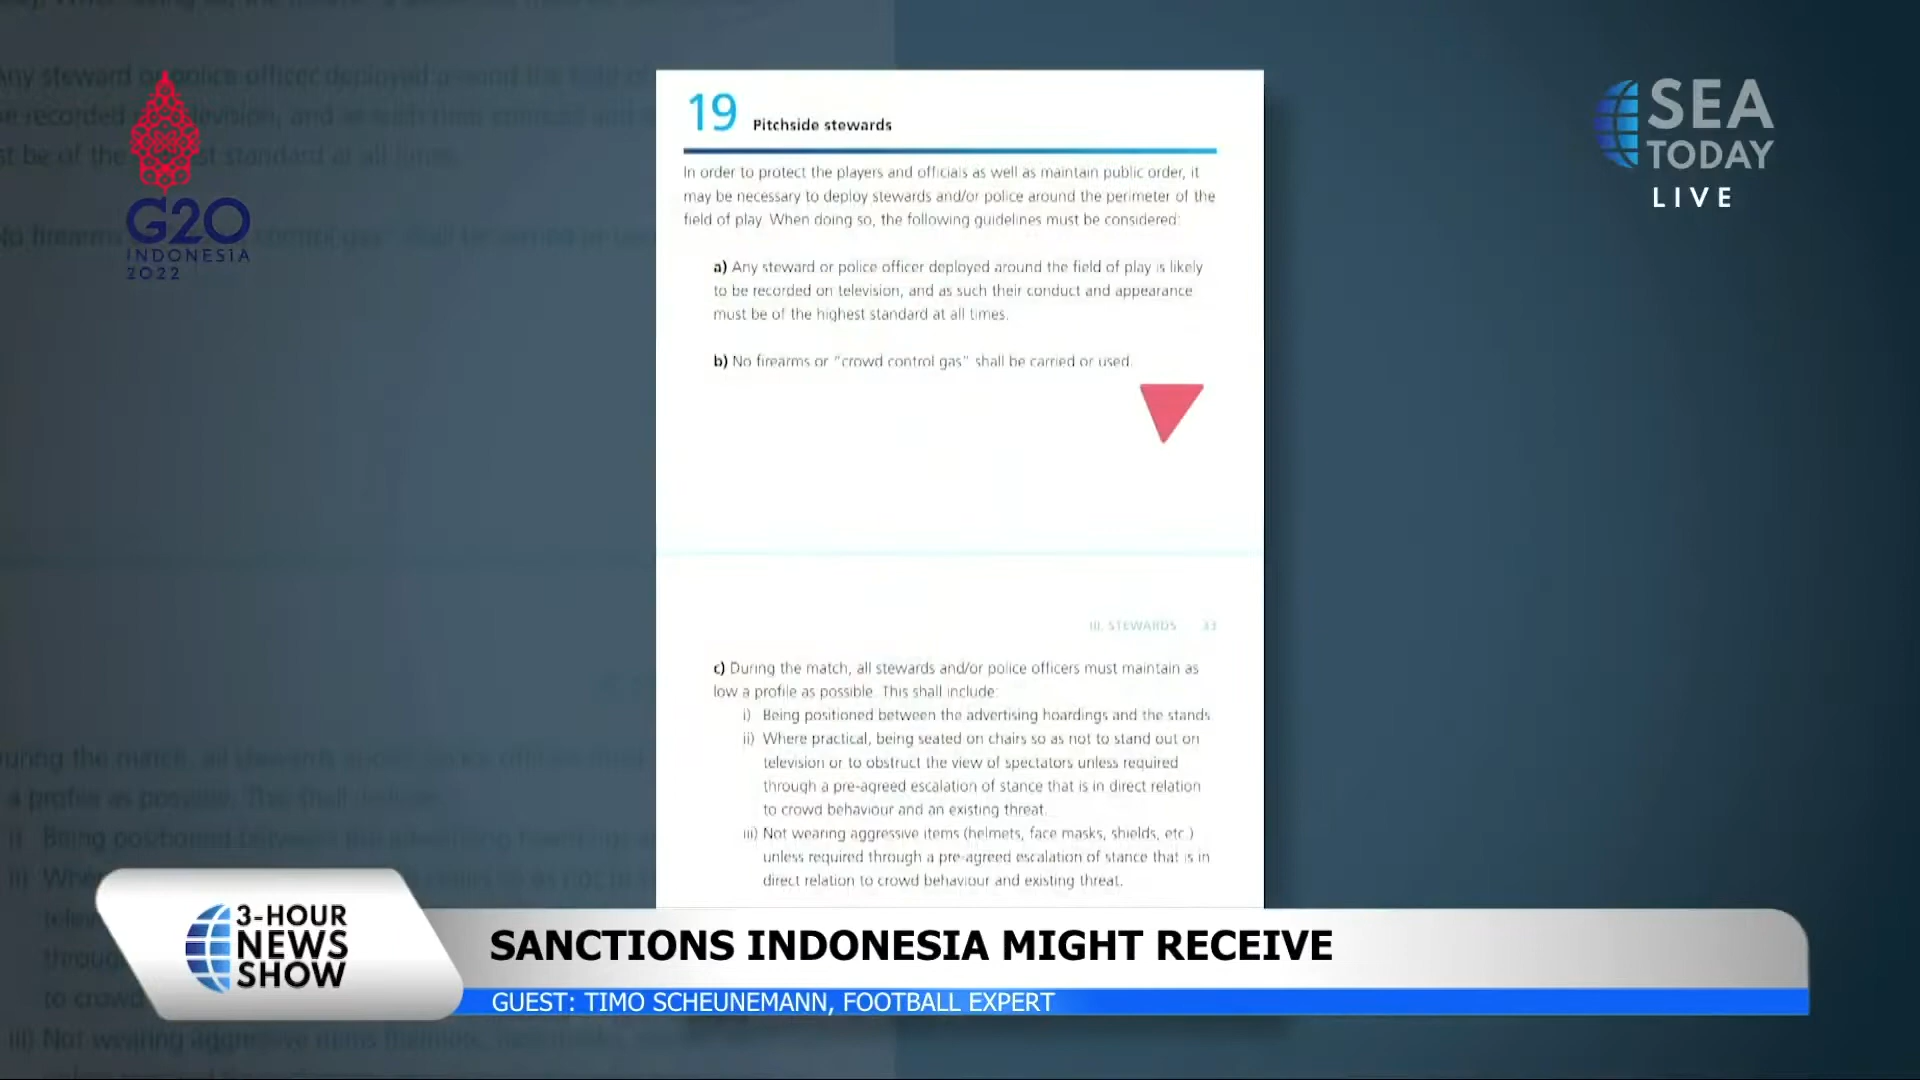 G20
INDONESIA
2022
SEA
TODAY
LIVE
19 Pitchside stewards
In order to protect the players and officials as well as maintain public order, it
may be necessary to deploy stewards and/or police around the perimeter of the
field of play. When doing so, the following guidelines must be considered:
a) Any steward or police officer deployed around the field of play is likely
to be recorded on television, and as such their conduct and appearance
must be of the highest standard at all times.
b) No firearms or “crowd control gas” shall be carried or used.
III. STEWARDS 33
c) During the match, all stewards and/or police officers must maintain as
low a profile as possible. This shall include:
i) Being positioned between the advertising hoardings and the stands
ii) Where practical, being seated on chairs so as not to stand out on
television or to obstruct the view of spectators unless required
through a pre-agreed escalation of stance that is in direct relation
to crowd behaviour and an existing threat.
iii) Not wearing aggressive items (helmets, face masks, shields, etc.)
unless required through a pre-agreed escalation of stance that is in
direct relation to crowd behaviour and existing threat.
3-HOUR
NEWS
SHOW
SANCTIONS INDONESIA MIGHT RECEIVE
GUEST: TIMO SCHEUNEMANN, FOOTBALL EXPERT